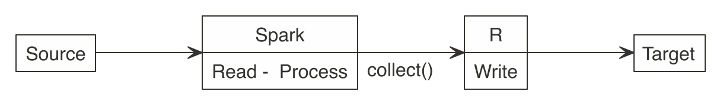 Source
Spark
Read - Process
collect()
R
Write
Target